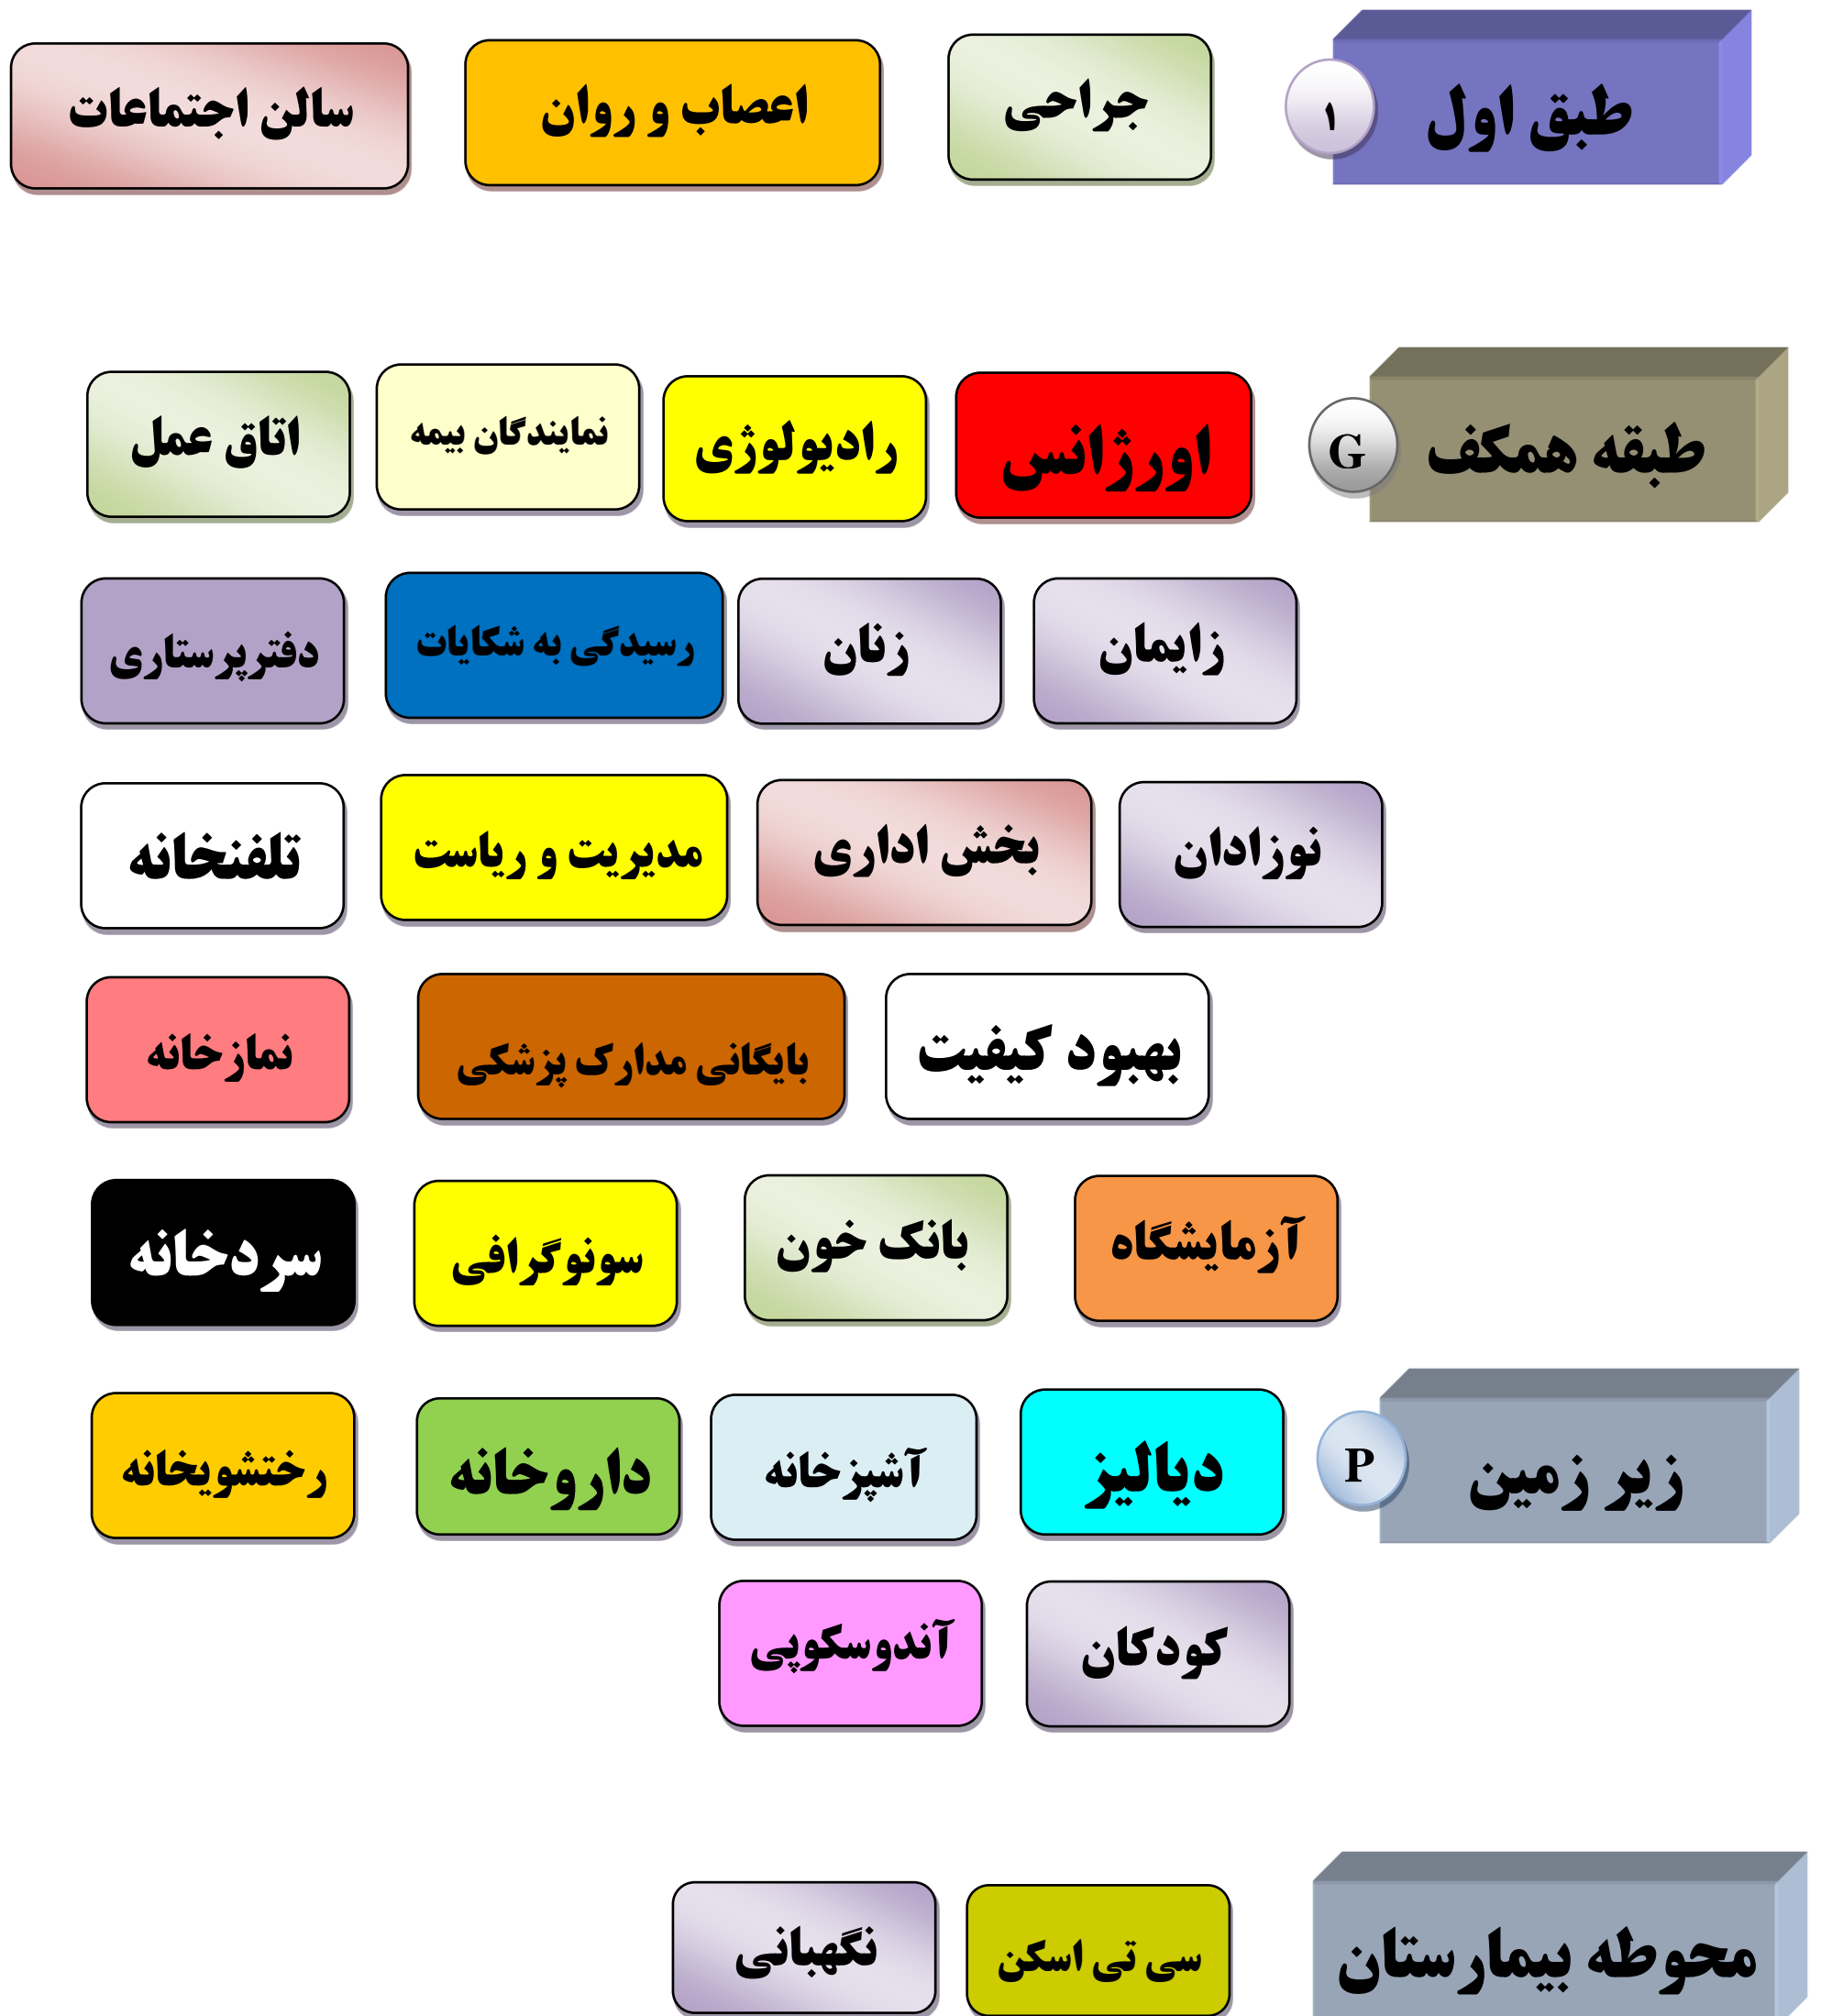 طبق اول
۱
جراحی
اعصاب و روان
سالن اجتماعات
طبقه همکف
G
اورژانس
رادیولوژی
نمایندگان بیمه
اتاق عمل
زایمان
زنان
رسیدگی به شکایات
دفترپرستاری
نوزادان
بخش اداری
مدیریت و ریاست
تلفنخانه
بهبود کیفیت
بایگانی مدارک پزشکی
نمازخانه
آزمایشگاه
بانک خون
سونوگرافی
سردخانه
زیر زمین
P
دیالیز
آشپزخانه
داروخانه
رختشویخانه
کودکان
آندوسکوپی
محوطه بیمارستان
سی تی اسکن
نگهبانی